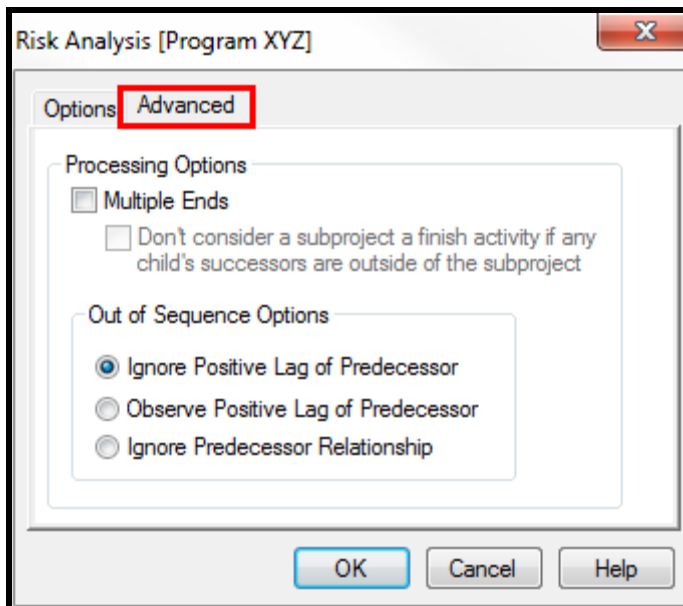 Risk Analysis [Program XYZ]
Options
Advanced
Processing Options
Multiple Ends
Don't consider a subproject a finish activity if any
child's successors are outside of the subproject
Out of Sequence Options
Ignore Positive Lag of Predecessor
Observe Positive Lag of Predecessor
Ignore Predecessor Relationship
OK
Cancel
Help